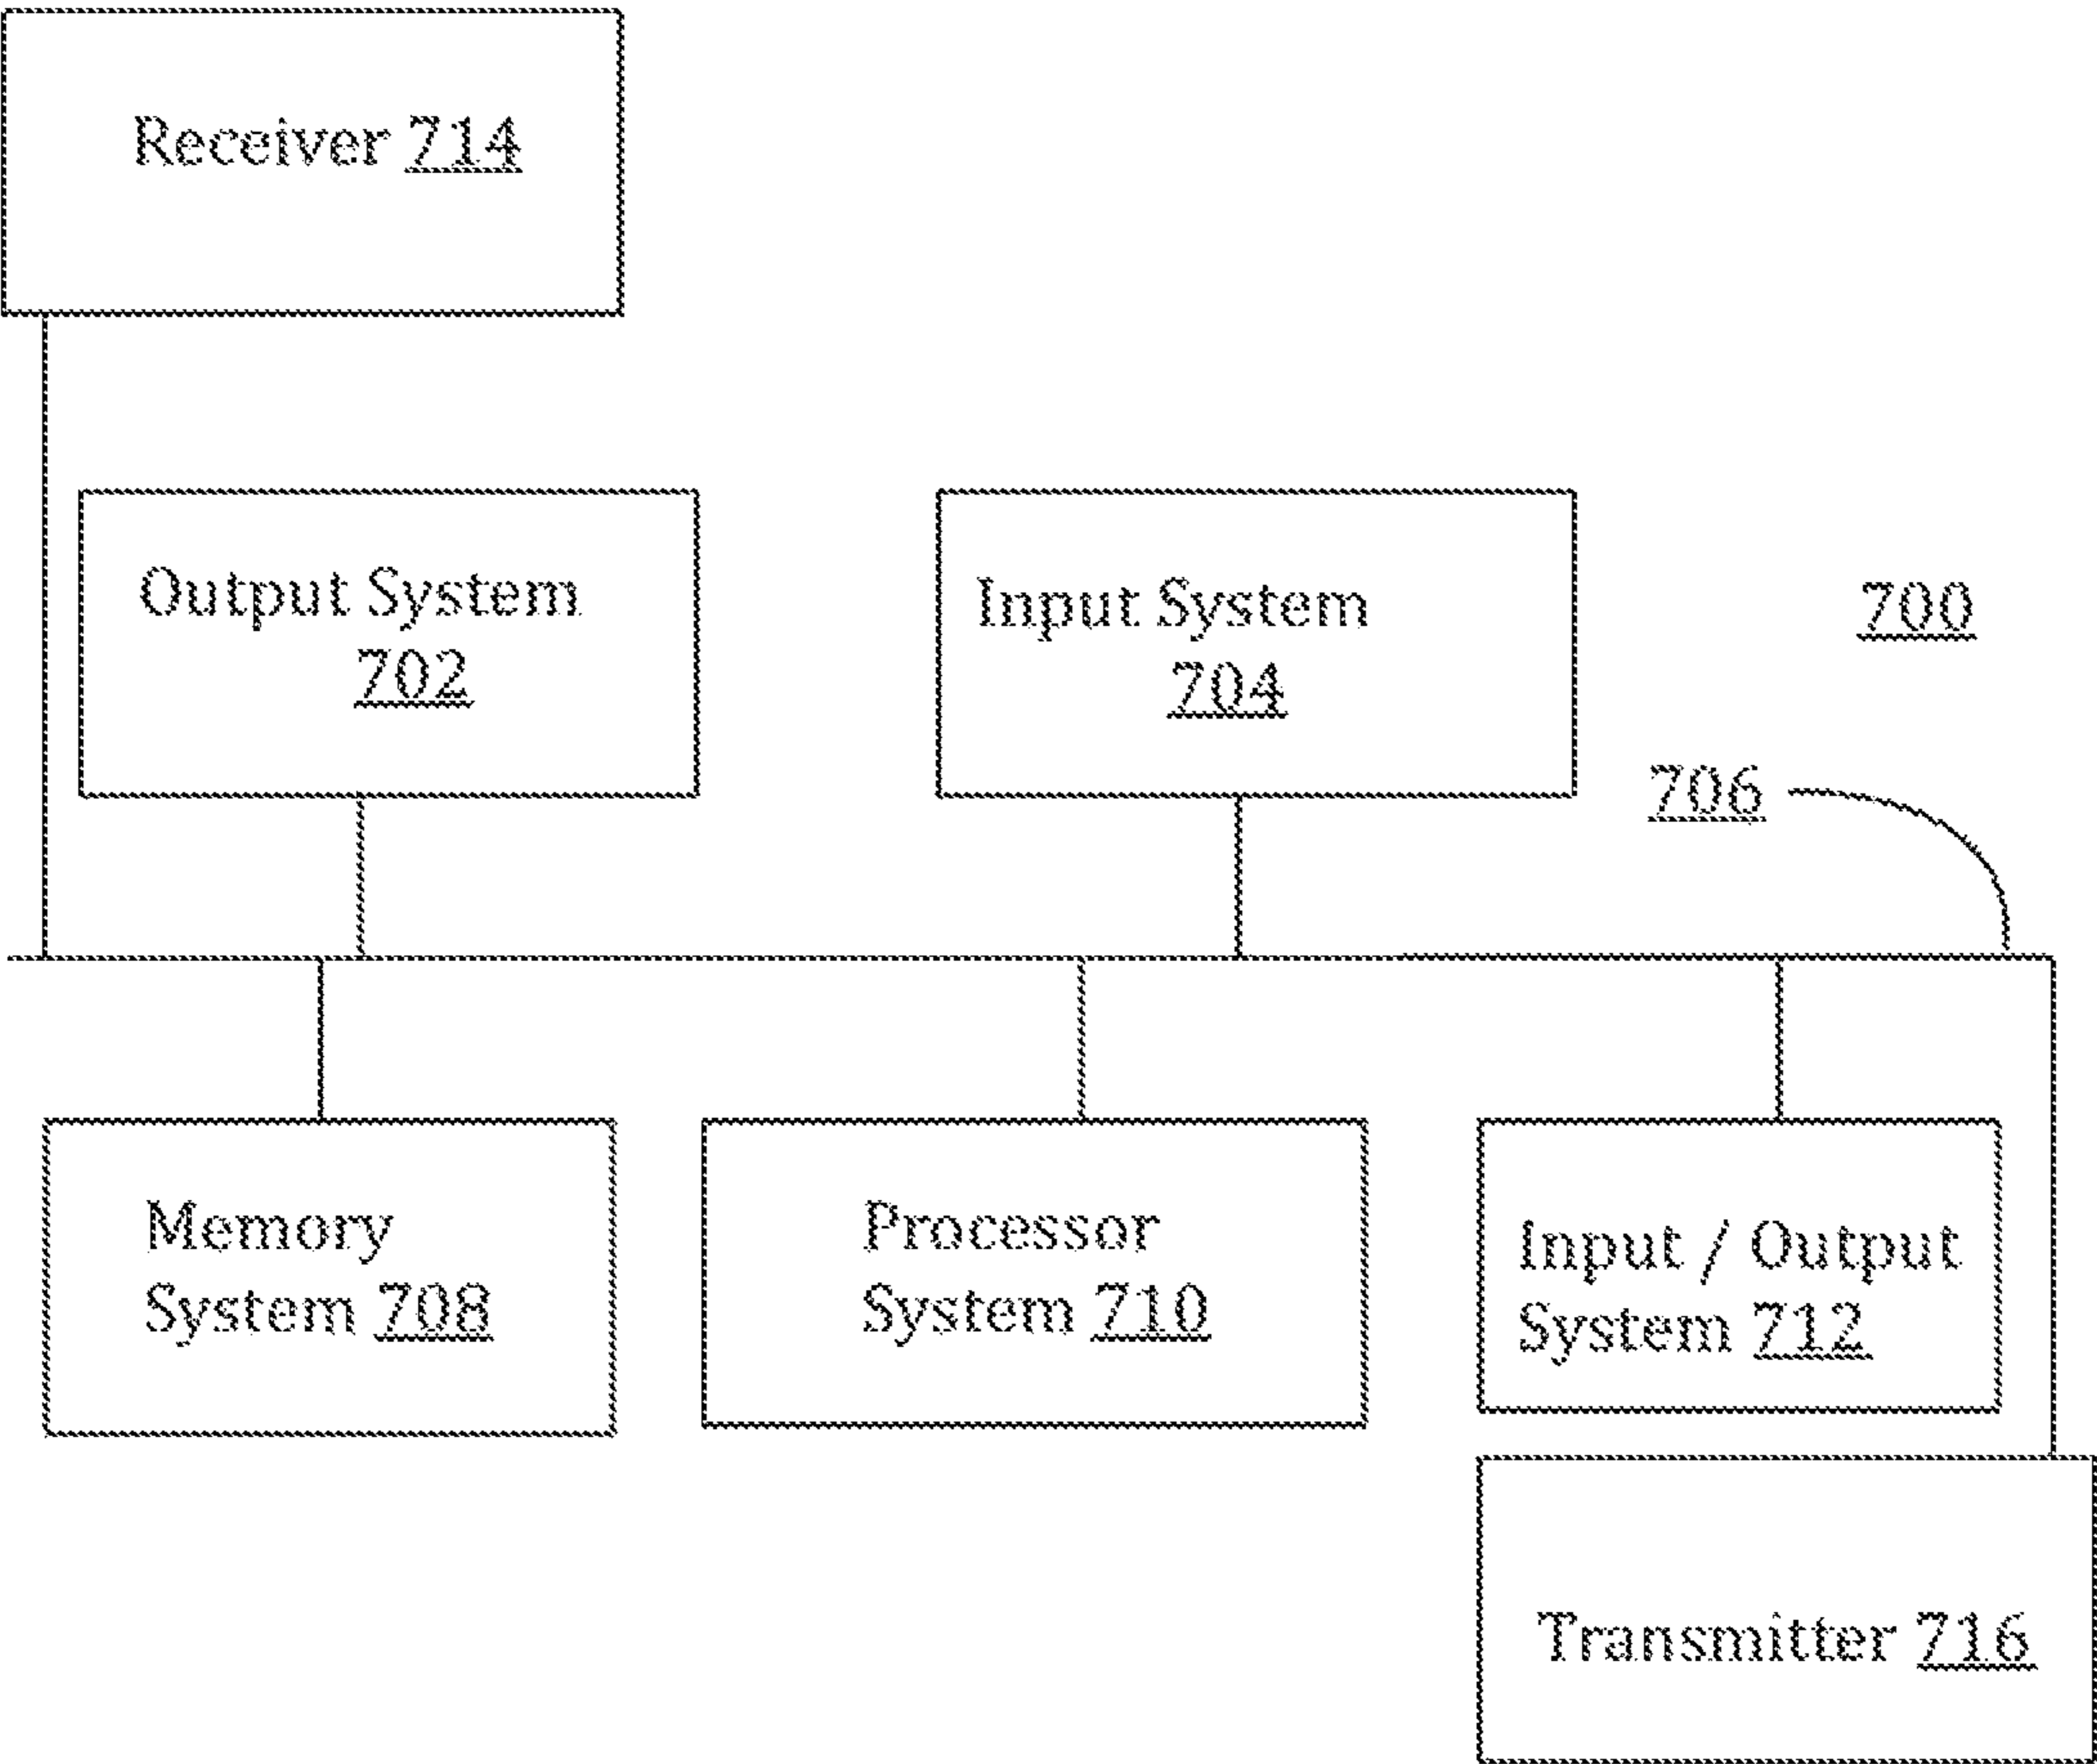 Receiver 714
Output System
702
Input System
704
700
706
Memory
System 708
Processor
System 710
Input / Output
System 712
Transmitter 716